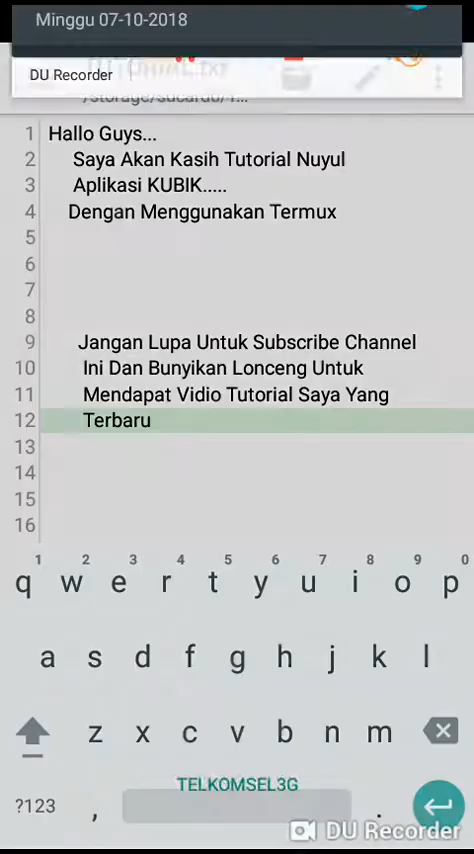 Minggu 07-10-2018
DU Recorder
1 Hallo Guys...
2 Saya Akan Kasih Tutorial Nuyul
3 Aplikasi KUBIK.....
4 Dengan Menggunakan Termux
5
6
7
8
9 Jangan Lupa Untuk Subscribe Channel
10 Ini Dan Bunyikan Lonceng Untuk
11 Mendapat Vidio Tutorial Saya Yang
12 Terbaru
13
14
15
16
1 2 3 4 5 6 7 8 9 0
q w e r t y u i o p
a s d f g h j k l
z x c v b n m
TELKOMSEL3G
?123 , .
DU Recorder